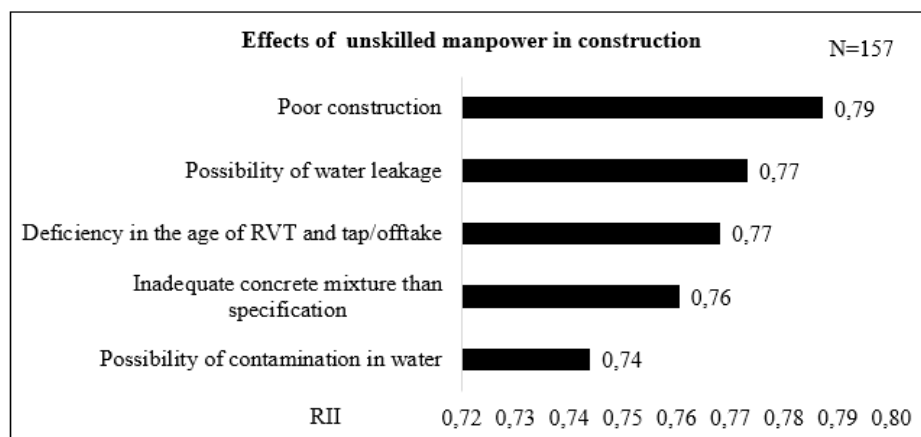 Effects of unskilled manpower in construction
N=157
Poor construction
0,79
Possibility of water leakage
0,77
Deficiency in the age of RVT and tap/offtake
0,77
Inadequate concrete mixture than
specification
0,76
Possibility of contamination in water
0,74
RII
0,72 0,73 0,74 0,75 0,76 0,77 0,78 0,79 0,80